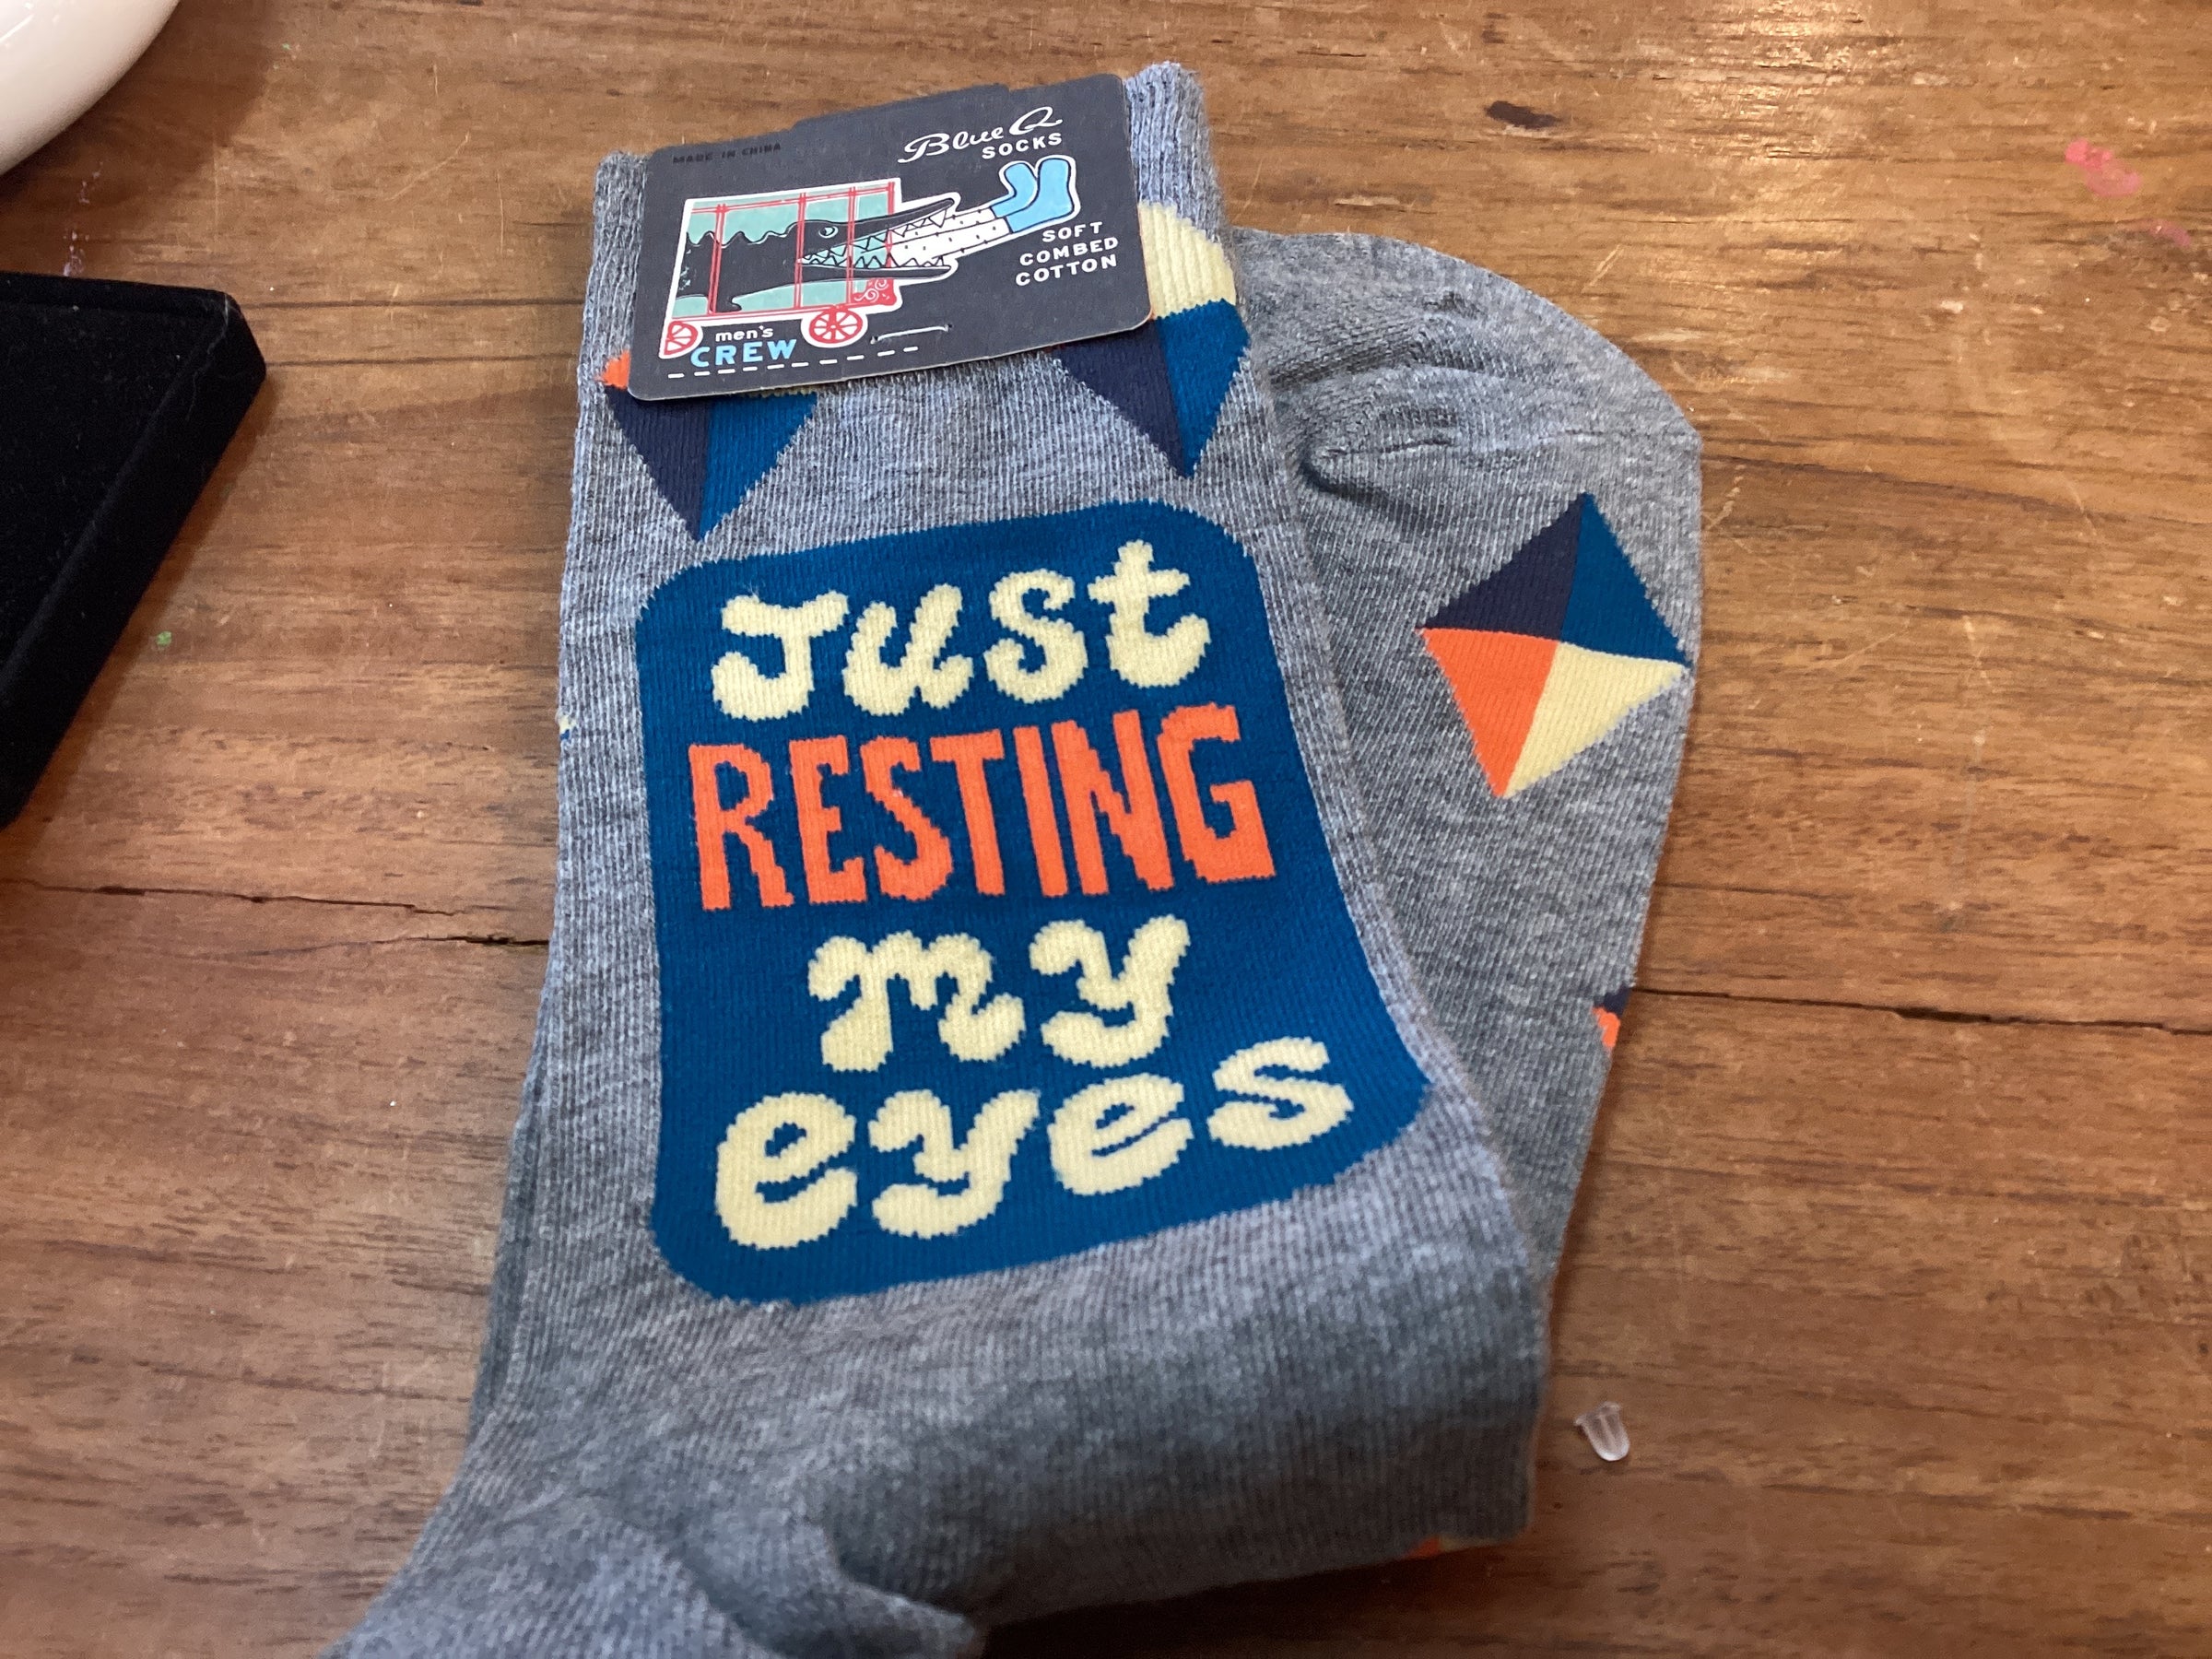 MADE IN CHINA
Blue Q
SOCKS
SOFT
COMBED
COTTON
men's
CREW
Just
RESTING
my
eyes